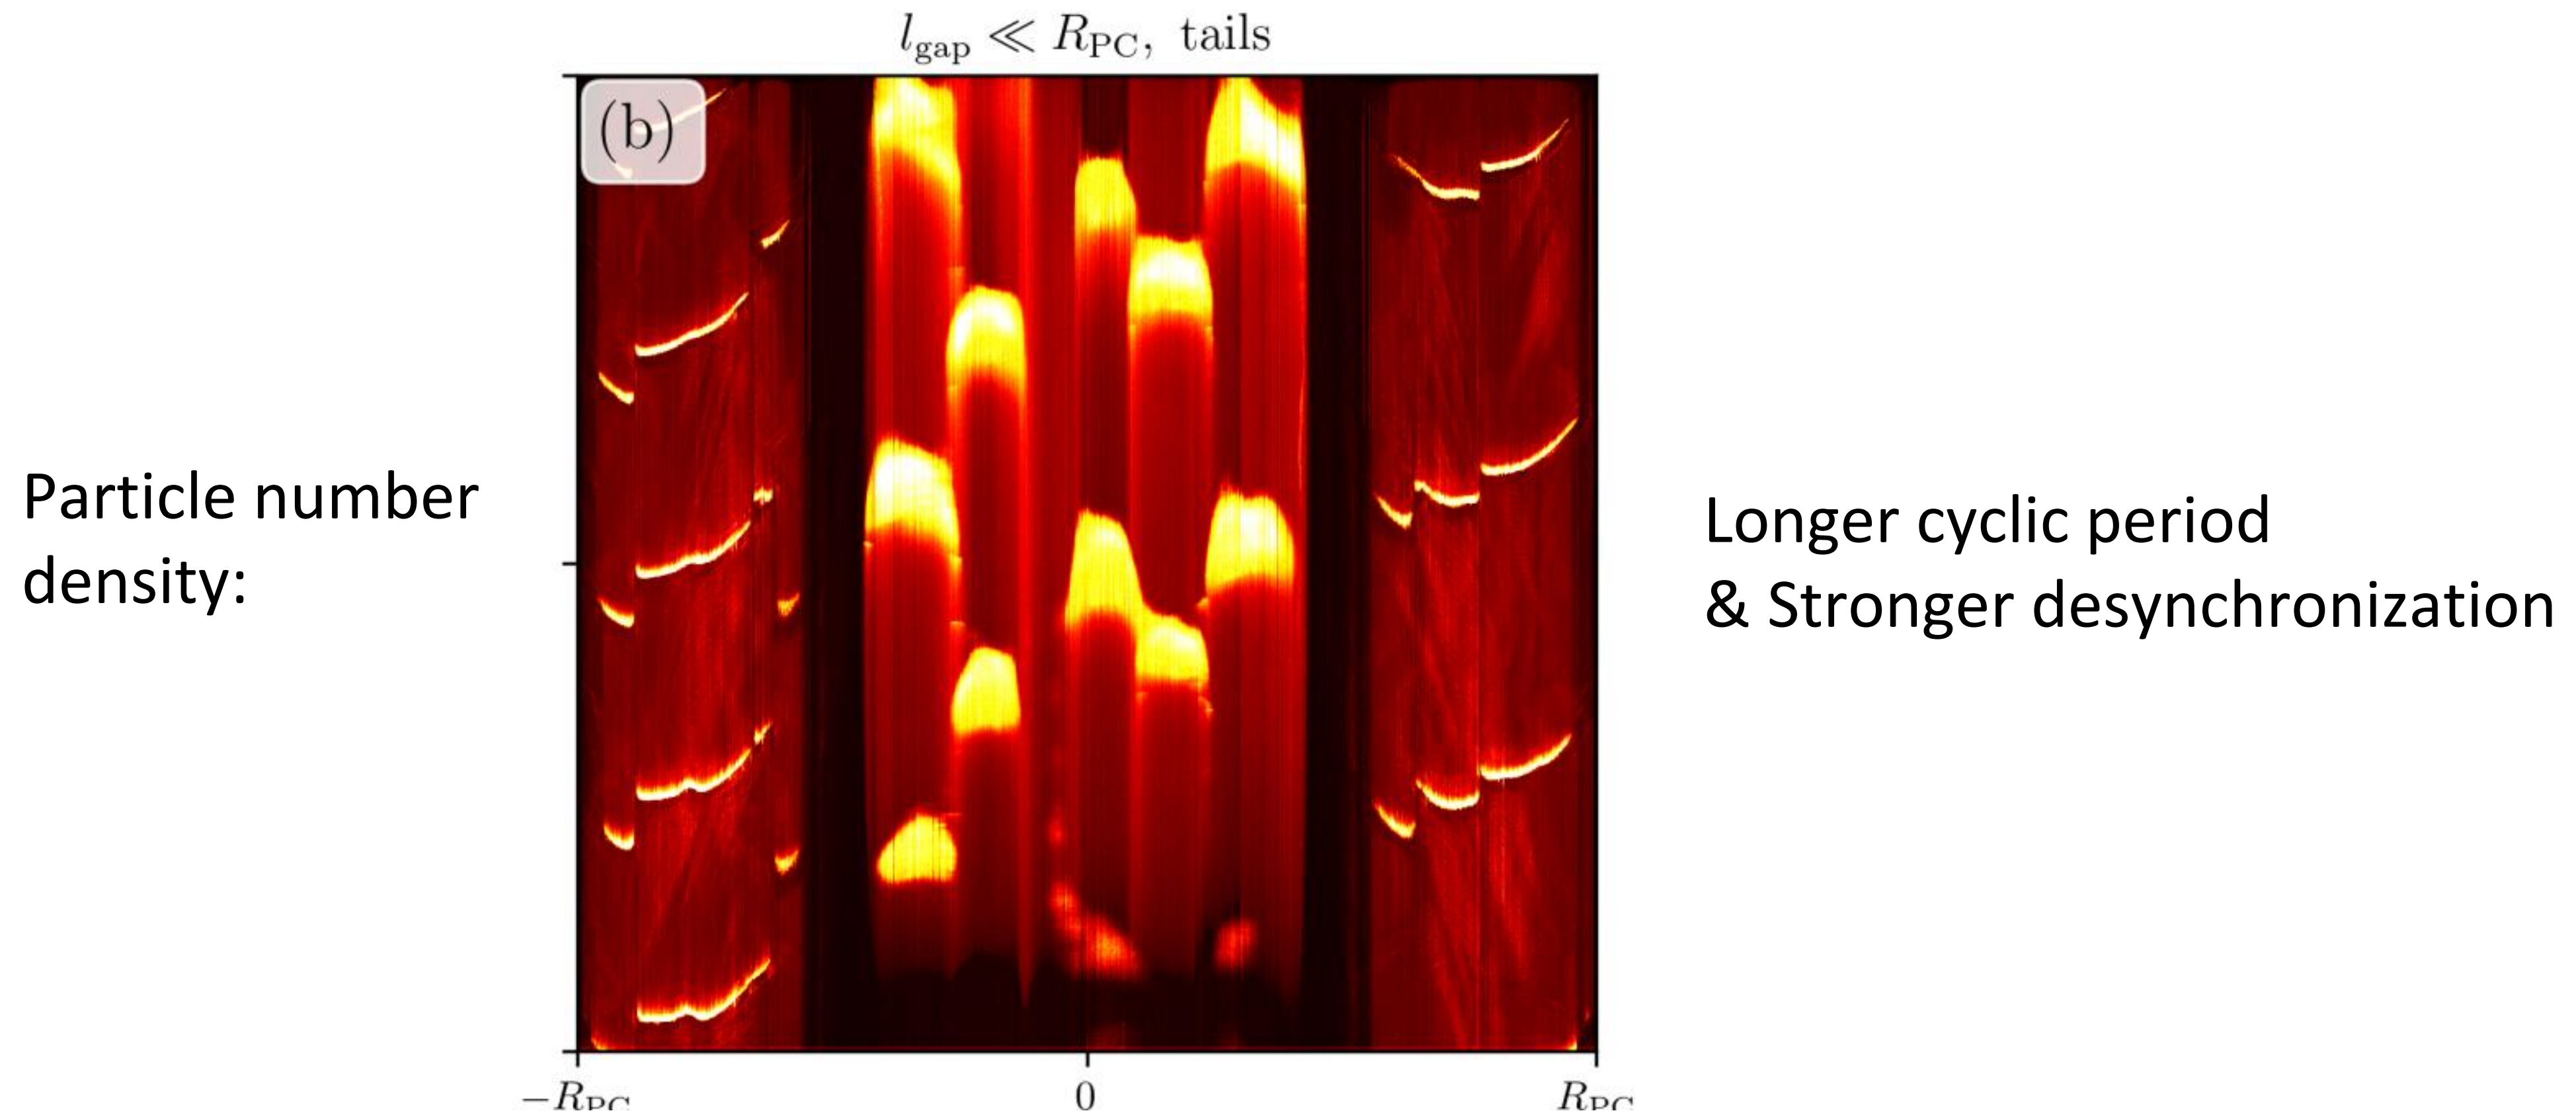 l_gap ≪ R_PC, tails
(b)
Particle number
density:
Longer cyclic period
& Stronger desynchronization
−R_PC 0 R_PC